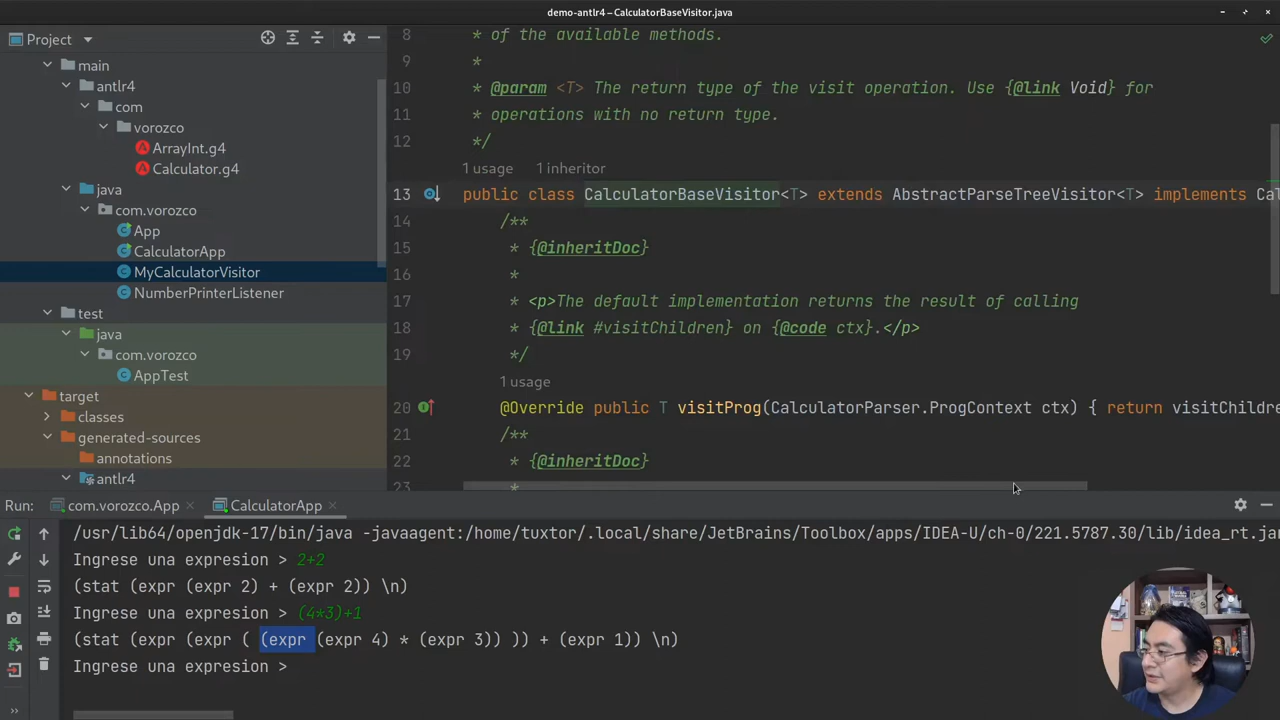 demo-antlr4 – CalculatorBaseVisitor.java
Project
main
antlr4
com
vorozco
ArrayInt.g4
Calculator.g4
java
com.vorozco
App
CalculatorApp
MyCalculatorVisitor
NumberPrinterListener
test
java
com.vorozco
AppTest
target
classes
generated-sources
annotations
antlr4
8 * of the available methods.
9 *
10 * @param <T> The return type of the visit operation. Use {@link Void} for
11 * operations with no return type.
12 */
1 usage 1 inheritor
13 public class CalculatorBaseVisitor<T> extends AbstractParseTreeVisitor<T> implements Cal
14 /**
15 * {@inheritDoc}
16 *
17 * <p>The default implementation returns the result of calling
18 * {@link #visitChildren} on {@code ctx}.</p>
19 */
1 usage
20 @Override public T visitProg(CalculatorParser.ProgContext ctx) { return visitChildre
21 /**
22 * {@inheritDoc}
23 *
Run: com.vorozco.App CalculatorApp
/usr/lib64/openjdk-17/bin/java -javaagent:/home/tuxtor/.local/share/JetBrains/Toolbox/apps/IDEA-U/ch-0/221.5787.30/lib/idea_rt.jar
Ingrese una expresion > 2+2
(stat (expr (expr 2) + (expr 2)) \n)
Ingrese una expresion > (4*3)+1
(stat (expr (expr ( (expr (expr 4) * (expr 3)) )) + (expr 1)) \n)
Ingrese una expresion >